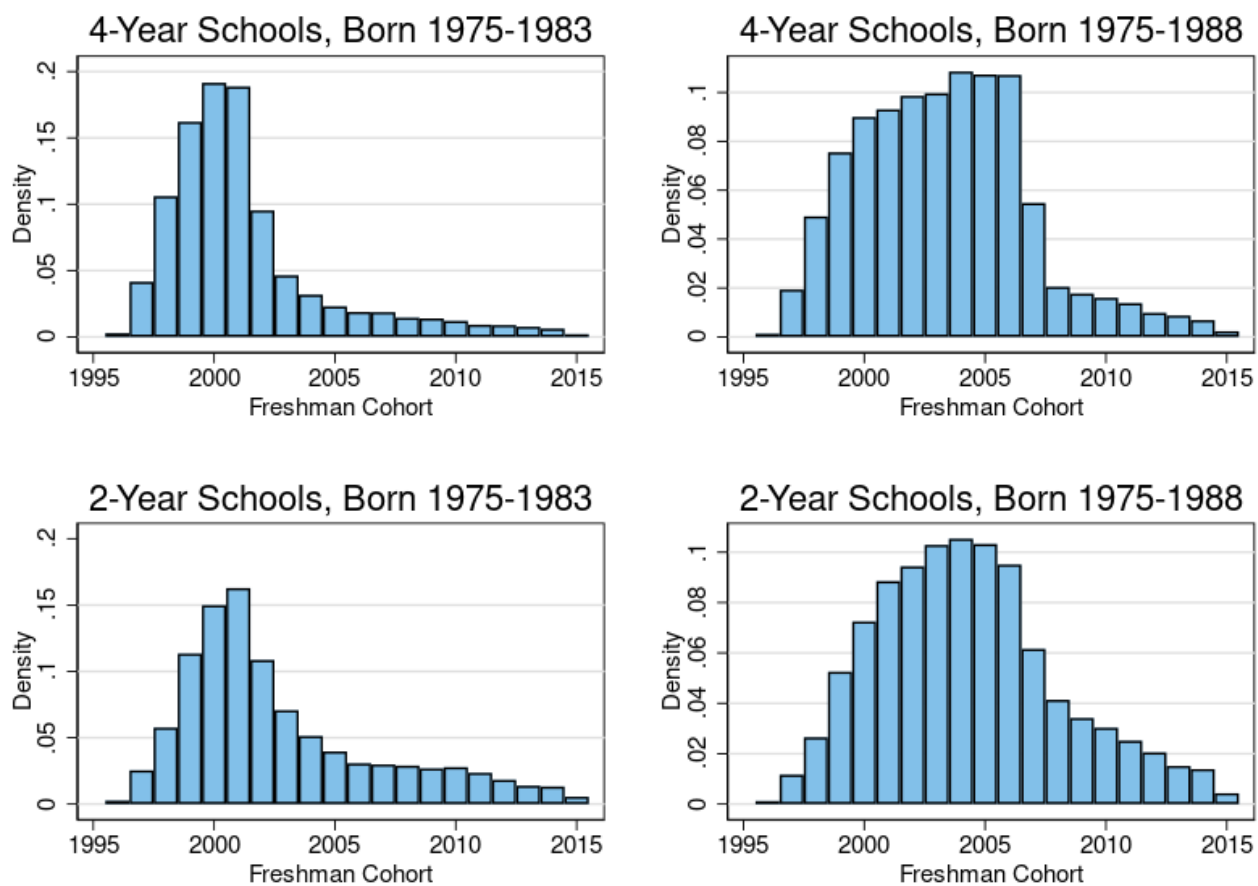 4-Year Schools, Born 1975-1983
.2
.15
.1
.05
0
Density
1995 2000 2005 2010 2015
Freshman Cohort
4-Year Schools, Born 1975-1988
.1
.08
.06
.04
.02
0
Density
1995 2000 2005 2010 2015
Freshman Cohort
2-Year Schools, Born 1975-1983
.2
.15
.1
.05
0
Density
1995 2000 2005 2010 2015
Freshman Cohort
2-Year Schools, Born 1975-1988
.1
.08
.06
.04
.02
0
Density
1995 2000 2005 2010 2015
Freshman Cohort